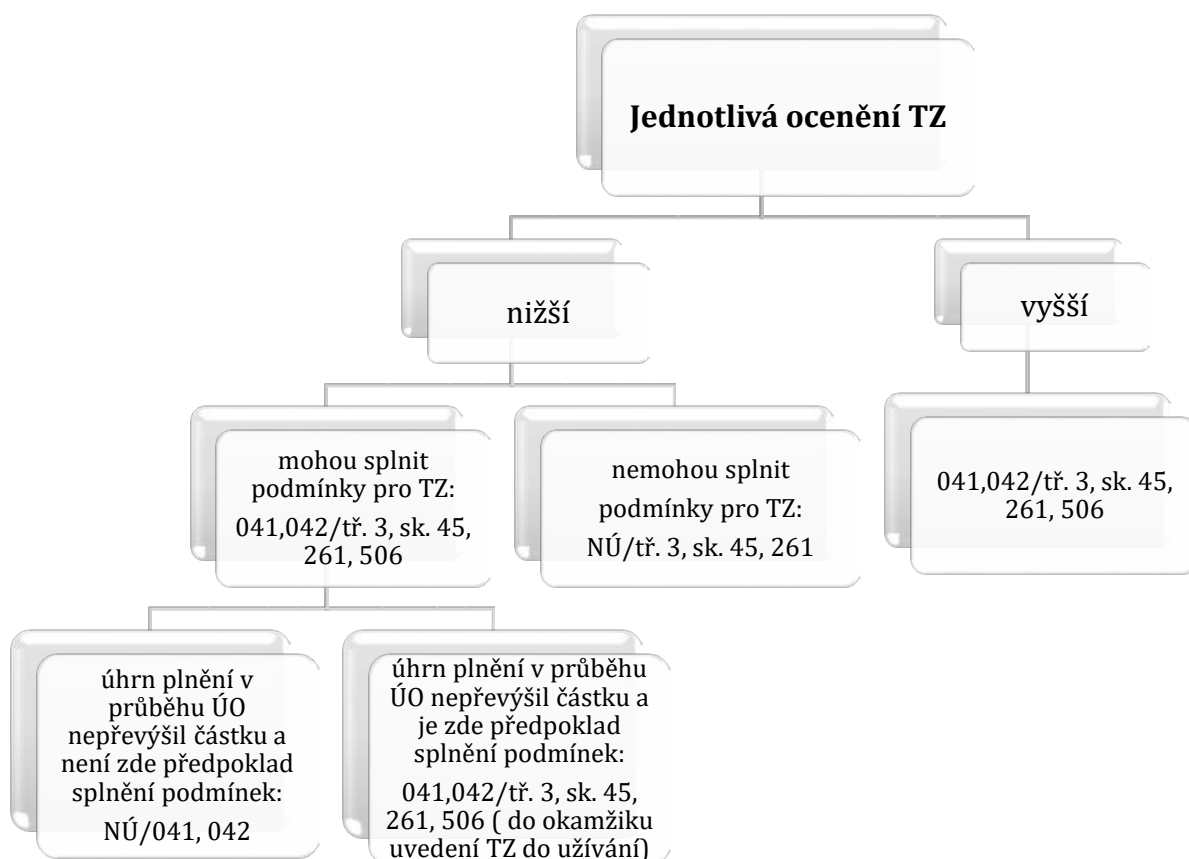 Jednotlivá ocenění TZ
nižší
vyšší
mohou splnit
podmínky pro TZ:
041,042/tř. 3, sk. 45,
261, 506
nemohou splnit
podmínky pro TZ:
NÚ/tř. 3, sk. 45, 261
041,042/tř. 3, sk. 45,
261, 506
úhrn plnění v
průběhu ÚO
nepřevýšil částku a
není zde předpoklad
splnění podmínek:
NÚ/041, 042
úhrn plnění v průběhu
ÚO nepřevýšil částku a
je zde předpoklad
splnění podmínek:
041,042/tř. 3, sk. 45,
261, 506 ( do okamžiku
uvedení TZ do užívání)